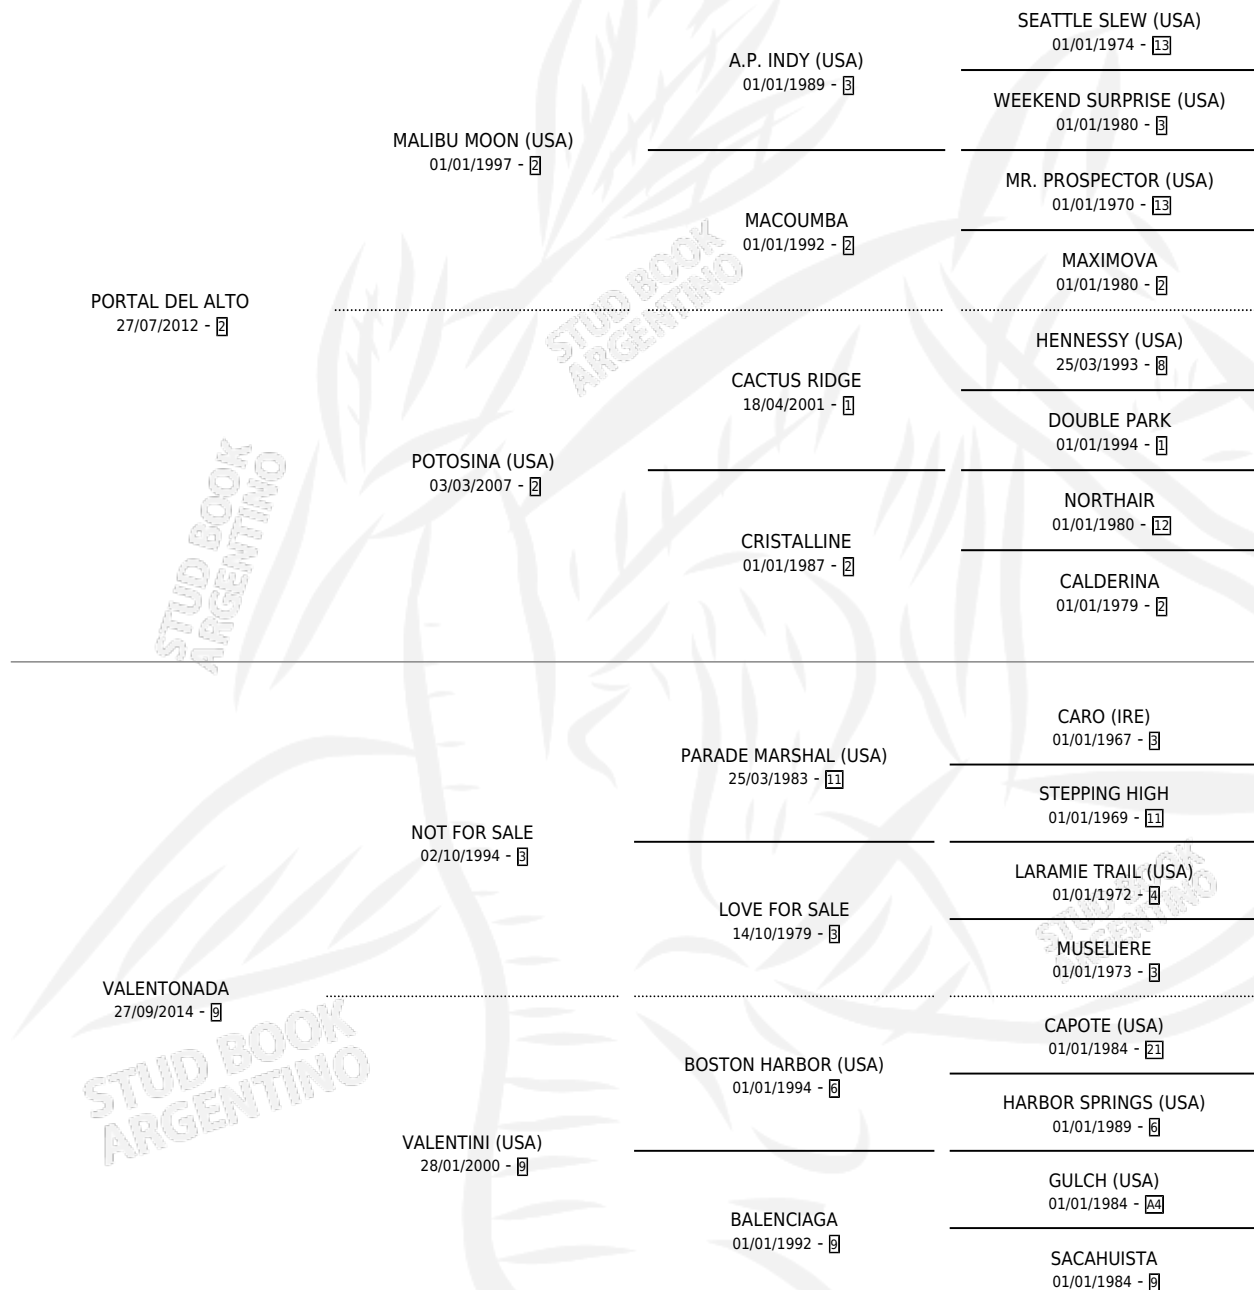 SEATTLE SLEW (USA)
01/01/1974 - 13
A.P. INDY (USA)
01/01/1989 - 3
WEEKEND SURPRISE (USA)
01/01/1980 - 3
MALIBU MOON (USA)
01/01/1997 - 2
MR. PROSPECTOR (USA)
01/01/1970 - 13
MACOUMBA
01/01/1992 - 2
MAXIMOVA
01/01/1980 - 2
PORTAL DEL ALTO
27/07/2012 - 2
HENNESSY (USA)
25/03/1993 - 8
CACTUS RIDGE
18/04/2001 - 1
DOUBLE PARK
01/01/1994 - 1
POTOSINA (USA)
03/03/2007 - 2
NORTHAIR
01/01/1980 - 12
CRISTALLINE
01/01/1987 - 2
CALDERINA
01/01/1979 - 2
CARO (IRE)
01/01/1967 - 3
PARADE MARSHAL (USA)
25/03/1983 - 11
STEPPING HIGH
01/01/1969 - 11
NOT FOR SALE
02/10/1994 - 3
LARAMIE TRAIL (USA)
01/01/1972 - 4
LOVE FOR SALE
14/10/1979 - 3
MUSELIERE
01/01/1973 - 3
VALENTONADA
27/09/2014 - 9
CAPOTE (USA)
01/01/1984 - 21
BOSTON HARBOR (USA)
01/01/1994 - 6
HARBOR SPRINGS (USA)
01/01/1989 - 6
VALENTINI (USA)
28/01/2000 - 9
GULCH (USA)
01/01/1984 - A4
BALENCIAGA
01/01/1992 - 9
SACAHUISTA
01/01/1984 - 9
STUD BOOK
ARGENTINO
STUD BOOK
ARGENTINO
STUD BOOK
ARGENTINO
STUD BOOK
ARGENTINO